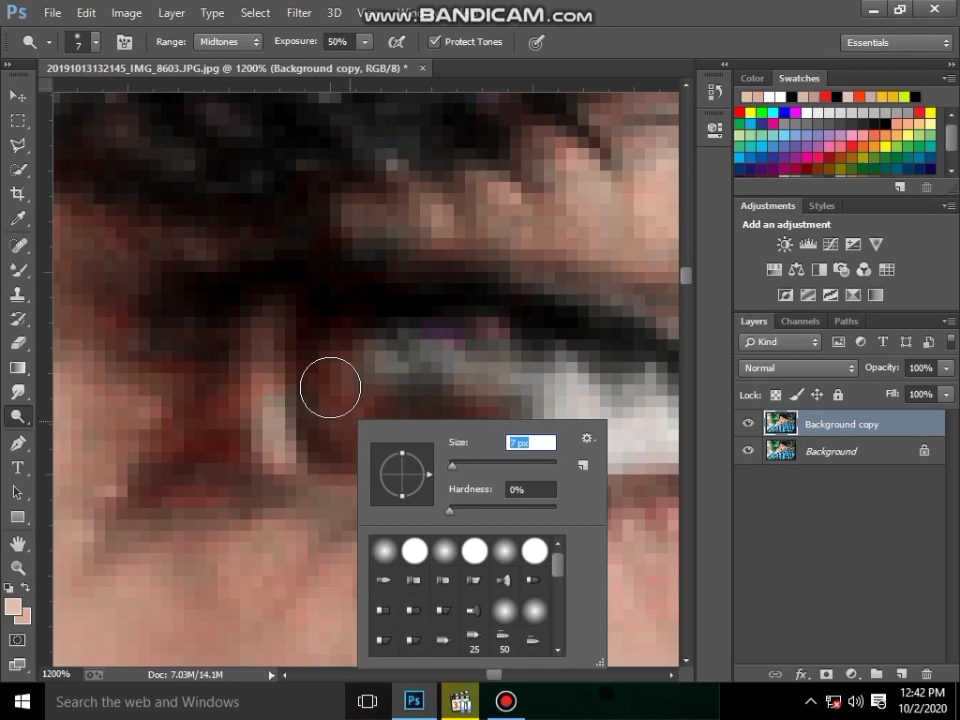 www.BANDICAM.com
Ps File Edit Image Layer Type Select Filter 3D
7 Range: Midtones Exposure: 50% Protect Tones Essentials
20191013132145_IMG_8603.JPG.jpg @ 1200% (Background copy, RGB/8) * ×
Color Swatches
Adjustments Styles
Add an adjustment
Layers Channels Paths
Kind
Normal Opacity: 100%
Lock: Fill: 100%
Background copy
Background
Size: 7 px
Hardness: 0%
25 50
1200% Doc: 7.03M/14.1M
Search the web and Windows
Ps
12:42 PM
10/2/2020